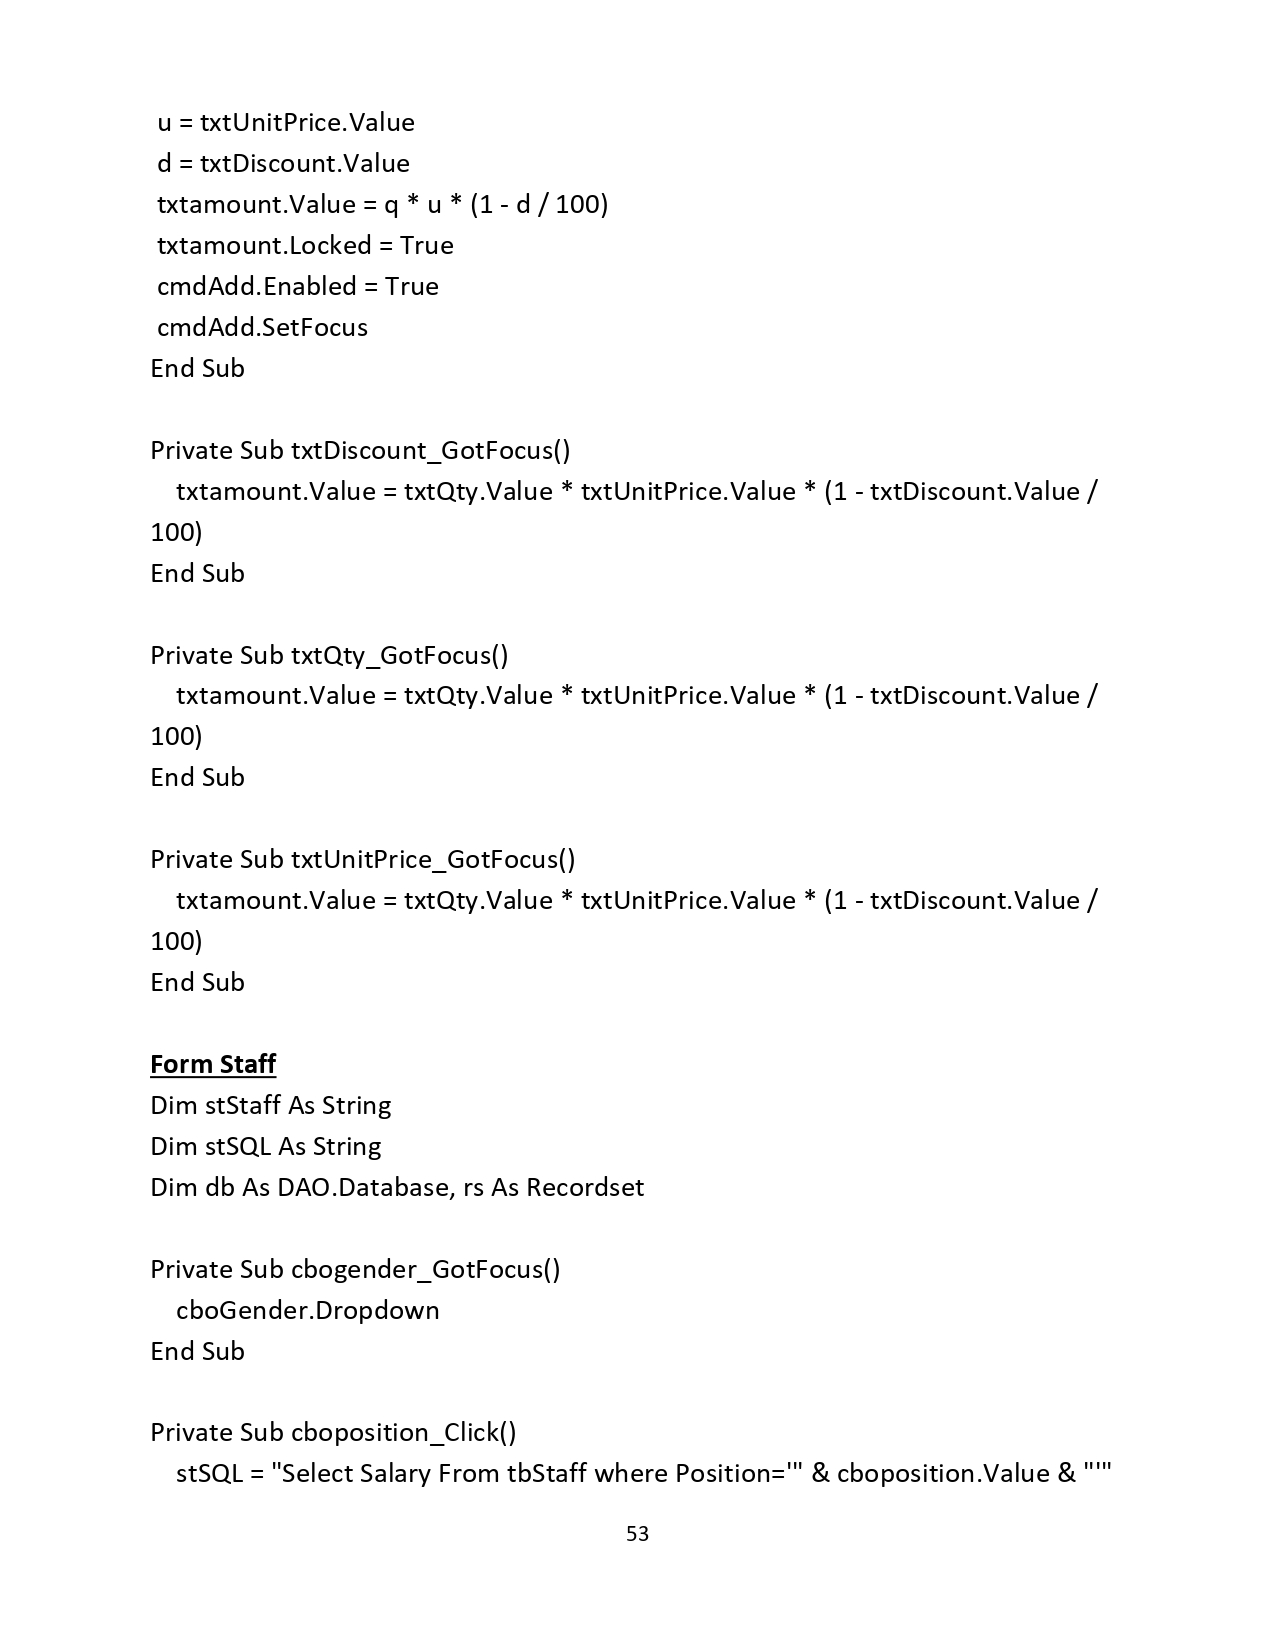 u = txtUnitPrice.Value
d = txtDiscount.Value
txtamount.Value = q * u * (1 - d / 100)
txtamount.Locked = True
cmdAdd.Enabled = True
cmdAdd.SetFocus
End Sub
Private Sub txtDiscount_GotFocus()
txtamount.Value = txtQty.Value * txtUnitPrice.Value * (1 - txtDiscount.Value /
100)
End Sub
Private Sub txtQty_GotFocus()
txtamount.Value = txtQty.Value * txtUnitPrice.Value * (1 - txtDiscount.Value /
100)
End Sub
Private Sub txtUnitPrice_GotFocus()
txtamount.Value = txtQty.Value * txtUnitPrice.Value * (1 - txtDiscount.Value /
100)
End Sub
Form Staff
Dim stStaff As String
Dim stSQL As String
Dim db As DAO.Database, rs As Recordset
Private Sub cbogender_GotFocus()
cboGender.Dropdown
End Sub
Private Sub cboposition_Click()
stSQL = "Select Salary From tbStaff where Position='" & cboposition.Value & "'"
53